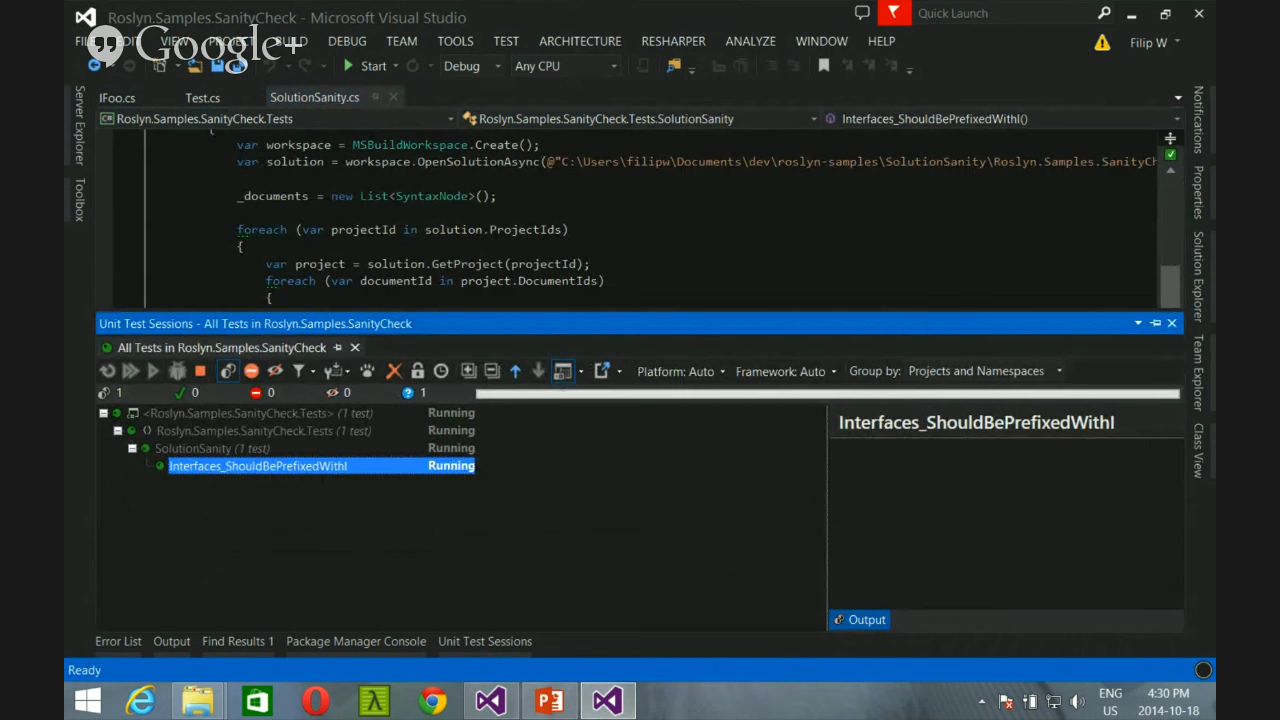 Roslyn.Samples.SanityCheck - Microsoft Visual Studio
Quick Launch
Google+
FILE EDIT VIEW PROJECT BUILD DEBUG TEAM TOOLS TEST ARCHITECTURE RESHARPER ANALYZE WINDOW HELP
Filip W
Start Debug Any CPU
IFoo.cs Test.cs SolutionSanity.cs
Roslyn.Samples.SanityCheck.Tests Roslyn.Samples.SanityCheck.Tests.SolutionSanity Interfaces_ShouldBePrefixedWithI()
{
var workspace = MSBuildWorkspace.Create();
var solution = workspace.OpenSolutionAsync(@"C:\Users\filipw\Documents\dev\roslyn-samples\SolutionSanity\Roslyn.Samples.SanityCh
_documents = new List<SyntaxNode>();
foreach (var projectId in solution.ProjectIds)
{
var project = solution.GetProject(projectId);
foreach (var documentId in project.DocumentIds)
{
Server Explorer
Toolbox
Notifications
Properties
Solution Explorer
Team Explorer
Class View
Unit Test Sessions - All Tests in Roslyn.Samples.SanityCheck
All Tests in Roslyn.Samples.SanityCheck
Platform: Auto Framework: Auto Group by: Projects and Namespaces
1 0 0 0 1
<Roslyn.Samples.SanityCheck.Tests> (1 test) Running
Roslyn.Samples.SanityCheck.Tests (1 test) Running
SolutionSanity (1 test) Running
Interfaces_ShouldBePrefixedWithI Running
Interfaces_ShouldBePrefixedWithI
Output
Error List Output Find Results 1 Package Manager Console Unit Test Sessions
Ready
ENG
US
4:30 PM
2014-10-18